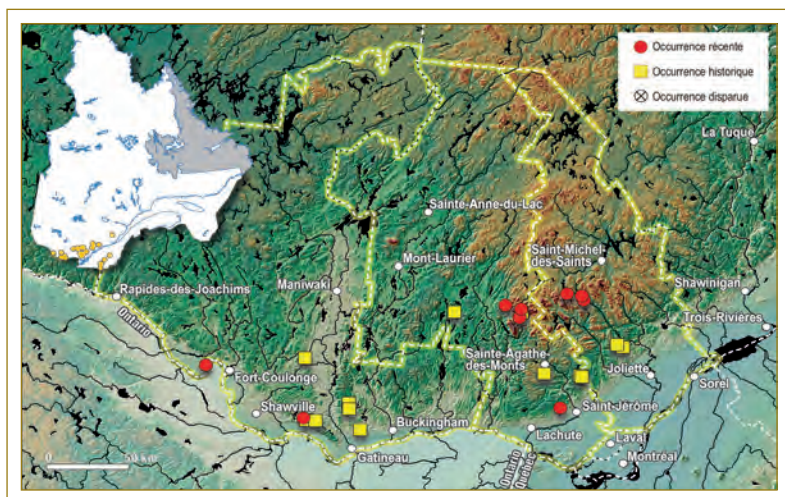 Occurrence récente
Occurrence historique
Occurrence disparue
La Tuque
Sainte-Anne-du-Lac
Saint-Michel
des-Saints
Mont-Laurier
Maniwaki
Rapides-des-Joachims
Shawinigan
Trois-Rivières
Ontario
Sainte-Agathe
des-Monts
Fort-Coulonge
Joliette
Sorel
Shawville
Buckingham
Saint-Jérôme
Lachute
Laval
Gatineau
Montréal
Ontario
Québec
0 50 km